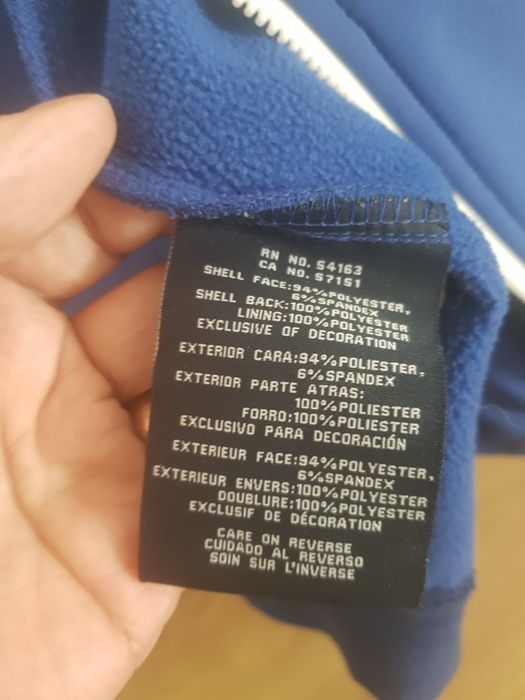 RN NO. 54163
CA NO. 57151
SHELL FACE:94%POLYESTER,
6%SPANDEX
SHELL BACK:100%POLYESTER
LINING:100%POLYESTER
EXCLUSIVE OF DECORATION
EXTERIOR CARA:94%POLIESTER,
6%SPANDEX
EXTERIOR PARTE ATRAS:
100%POLIESTER
FORRO:100%POLIESTER
EXCLUSIVO PARA DECORACIÓN
EXTERIEUR FACE:94%POLYESTER,
6%SPANDEX
EXTERIEUR ENVERS:100%POLYESTER
DOUBLURE:100%POLYESTER
EXCLUSIF DE DÉCORATION
CARE ON REVERSE
CUIDADO AL REVERSO
SOIN SUR L'INVERSE